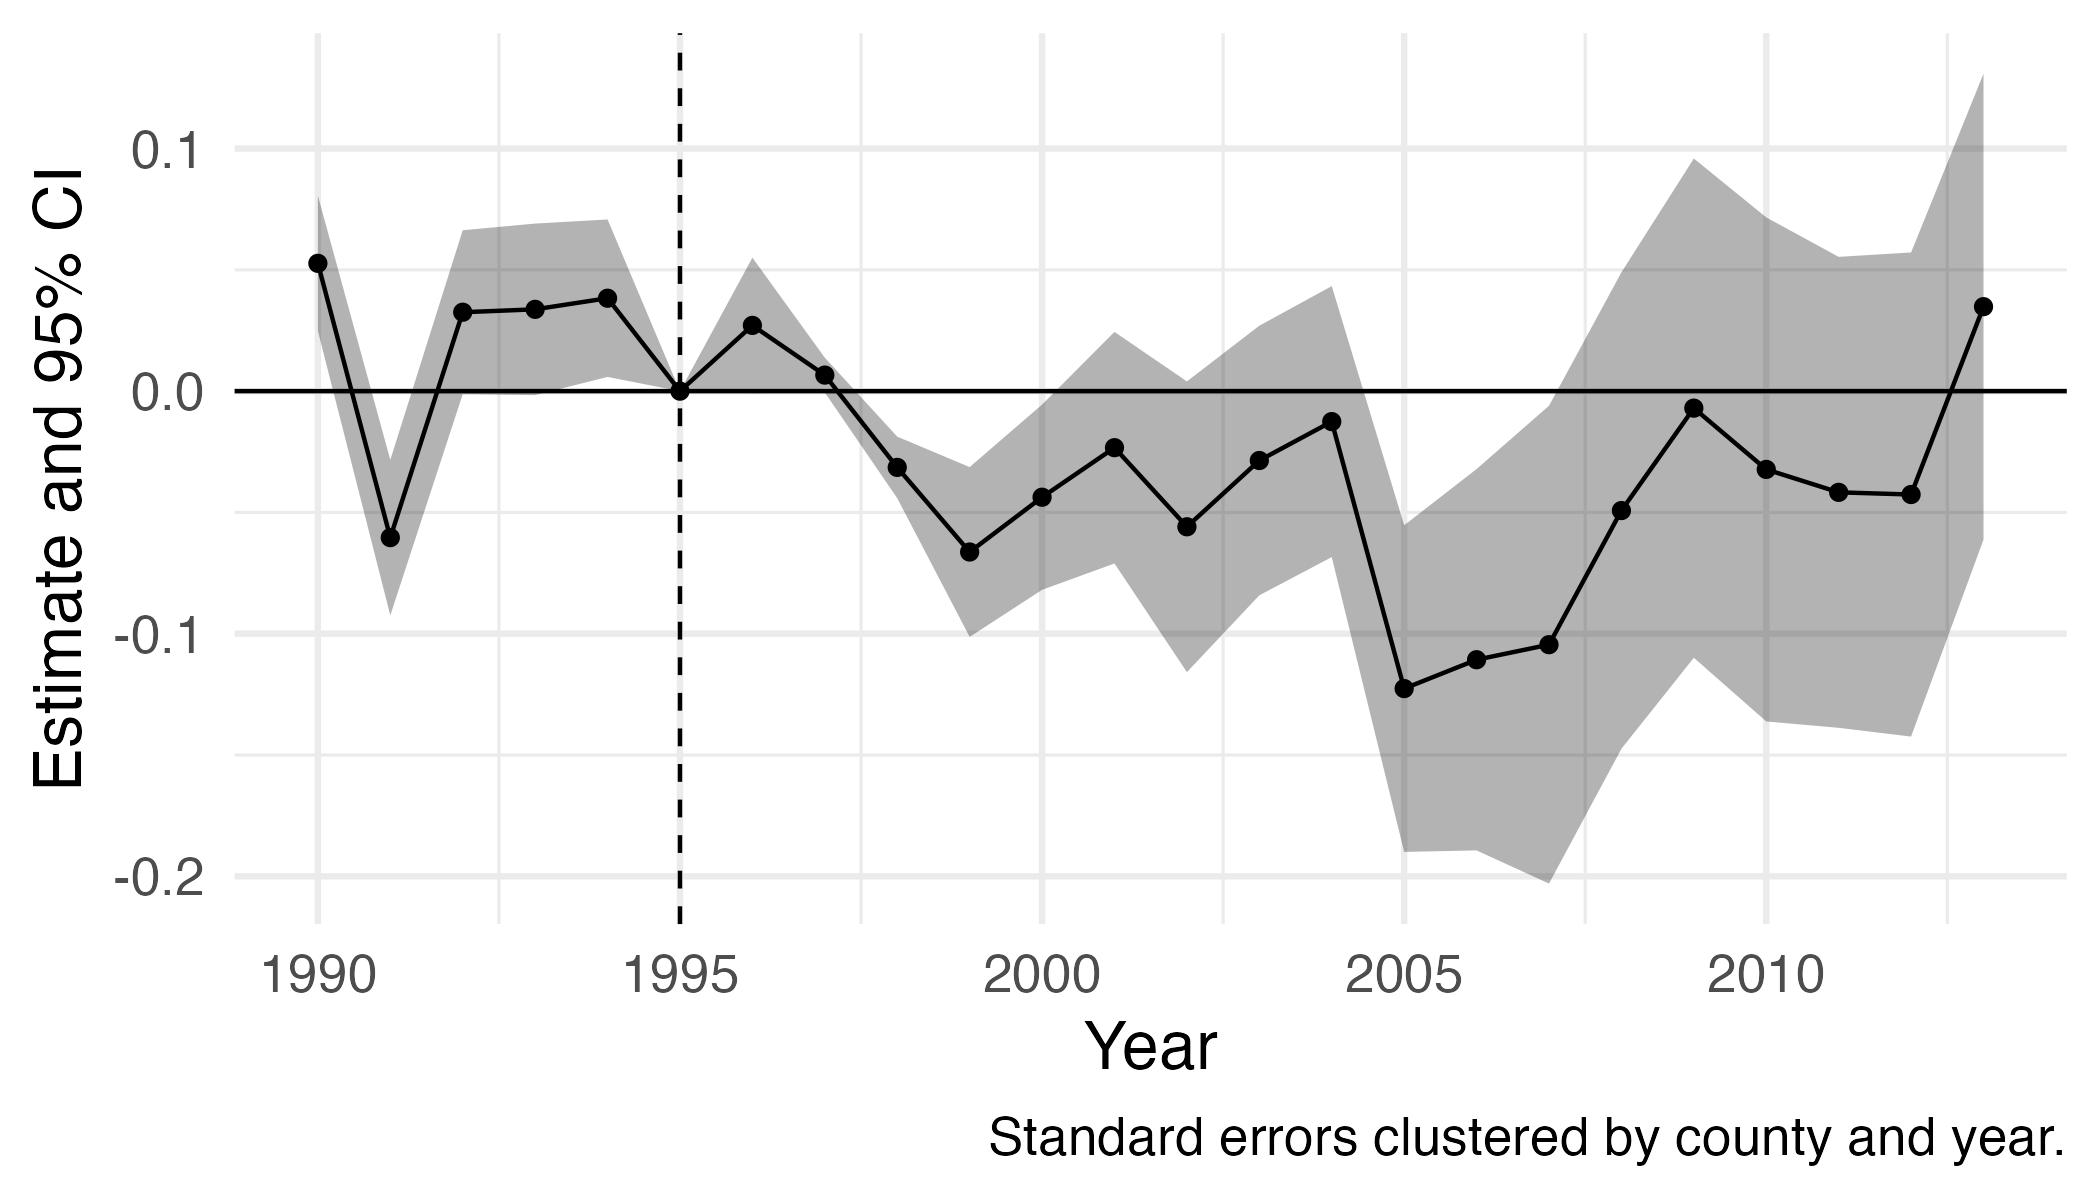 Estimate and 95% CI
0.1
0.0
-0.1
-0.2
1990 1995 2000 2005 2010
Year
Standard errors clustered by county and year.